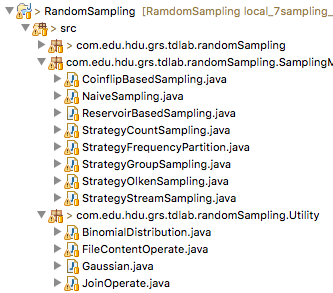 > RandomSampling [RamdomSampling local_7sampling_
src
> com.edu.hdu.grs.tdlab.randomSampling
com.edu.hdu.grs.tdlab.randomSampling.SamplingM
CoinflipBasedSampling.java
NaiveSampling.java
ReservoirBasedSampling.java
StrategyCountSampling.java
StrategyFrequencyPartition.java
StrategyGroupSampling.java
StrategyOlkenSampling.java
StrategyStreamSampling.java
> com.edu.hdu.grs.tdlab.randomSampling.Utility
BinomialDistribution.java
FileContentOperate.java
Gaussian.java
JoinOperate.java